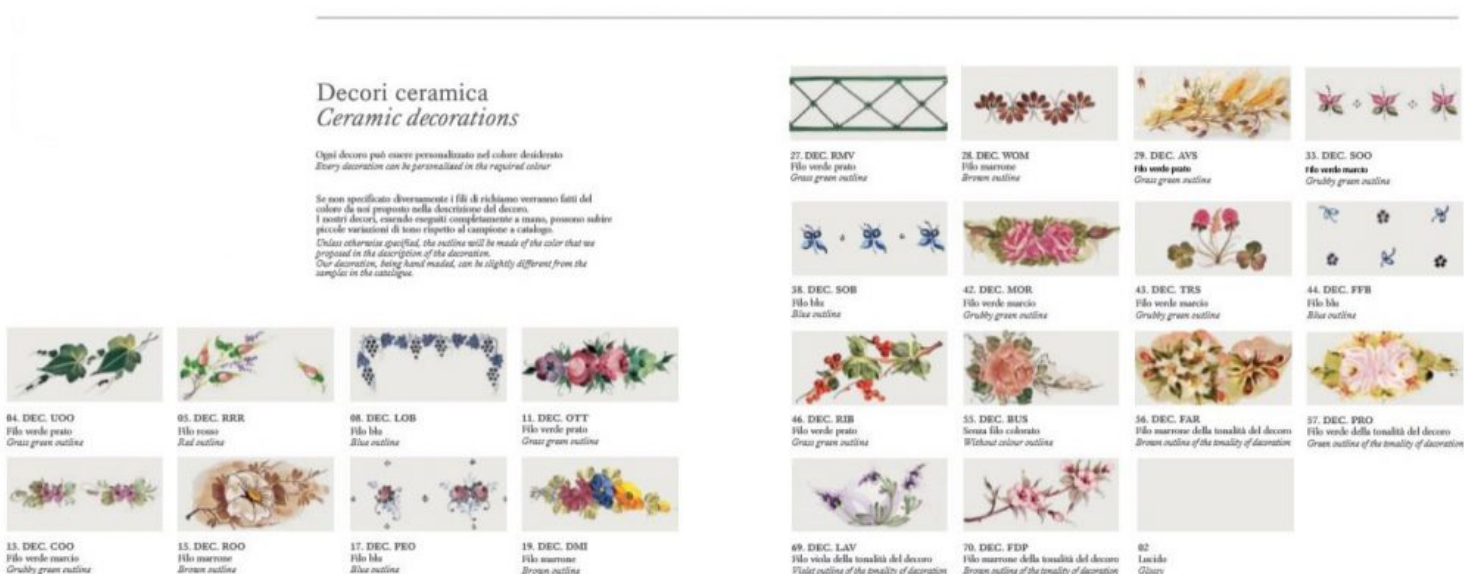 Decori ceramica
Ceramic decorations
Ogni decoro può essere personalizzato nel colore desiderato
Every decoration can be personalised in the required colour
Se non specificato diversamente i fili di richiamo verranno fatti del
colore da noi proposto nella descrizione del decoro.
I nostri decori, essendo eseguiti completamente a mano, possono subire
piccole variazioni di tono rispetto al campione a catalogo.
Unless otherwise specified, the outline will be made of the color that we
proposed in the description of the decoration.
Our decoration, being hand maded, can be slightly different from the
samples in the catalogue.
04. DEC. UOO
Filo verde prato
Grass green outline
05. DEC. RRR
Filo rosso
Red outline
08. DEC. LOB
Filo blu
Blue outline
11. DEC. OTT
Filo verde prato
Grass green outline
13. DEC. COO
Filo verde marcio
Grubby green outline
15. DEC. ROO
Filo marrone
Brown outline
17. DEC. PEO
Filo blu
Blue outline
19. DEC. DMI
Filo marrone
Brown outline
27. DEC. RMV
Filo verde prato
Grass green outline
28. DEC. WOM
Filo marrone
Brown outline
29. DEC. AVS
Filo verde prato
Grass green outline
33. DEC. SOO
Filo verde marcio
Grubby green outline
38. DEC. SOB
Filo blu
Blue outline
42. DEC. MOR
Filo verde marcio
Grubby green outline
43. DEC. TRS
Filo verde marcio
Grubby green outline
44. DEC. FFB
Filo blu
Blue outline
46. DEC. RIB
Filo verde prato
Grass green outline
55. DEC. BUS
Senza filo colorato
Without colour outline
56. DEC. FAR
Filo marrone della tonalità del decoro
Brown outline of the tonality of decoration
57. DEC. PRO
Filo verde della tonalità del decoro
Green outline of the tonality of decoration
69. DEC. LAV
Filo viola della tonalità del decoro
Violet outline of the tonality of decoration
70. DEC. FDP
Filo marrone della tonalità del decoro
Brown outline of the tonality of decoration
02
Lucido
Glossy